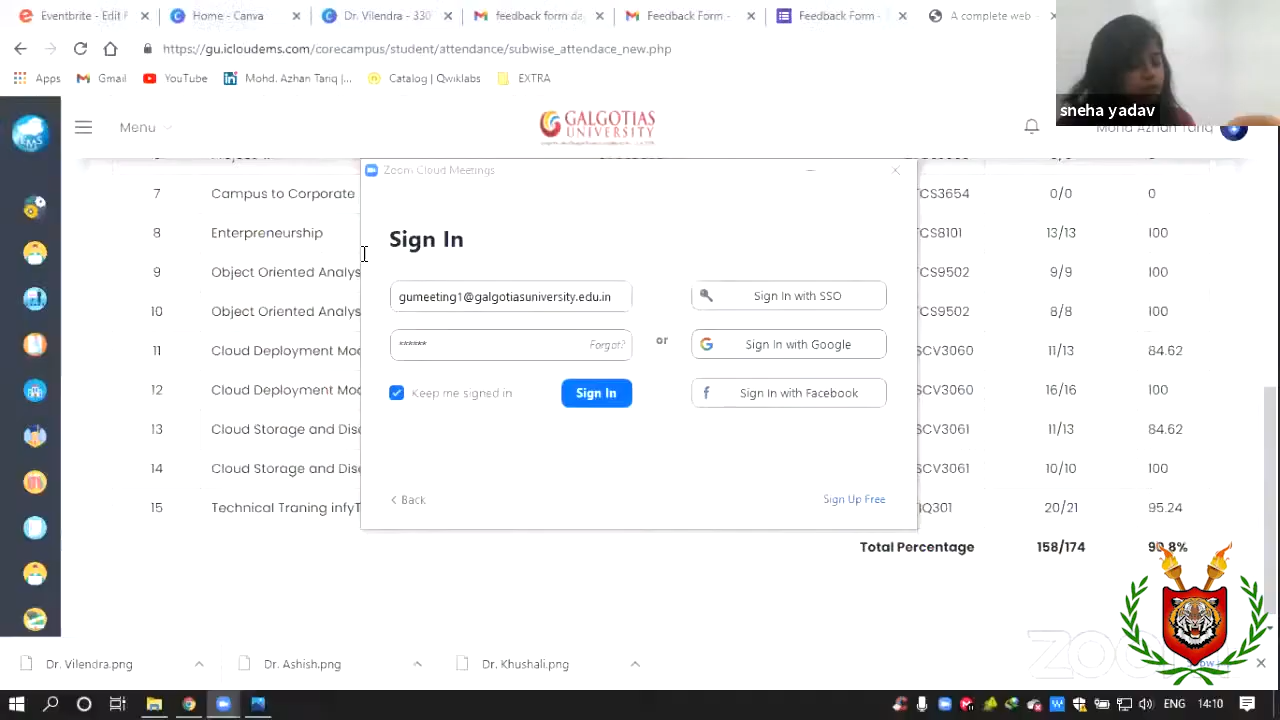 Eventbrite - Edit
Home - Canva
Dr. Vilendra - 330
feedback form da
Feedback Form -
Feedback Form
A complete web
https://gu.icloudems.com/corecampus/student/attendance/subwise_attendace_new.php
Apps
Gmail
YouTube
Mohd. Azhan Tariq |...
Catalog | Qwiklabs
EXTRA
sneha yadav
Menu
GALGOTIAS
UNIVERSITY
Mohd Azhan Tariq
Zoom Cloud Meetings
7 Campus to Corporate TCS3654 0/0 0
8 Enterpreneurship TCS8101 13/13 100
9 Object Oriented Analys TCS9502 9/9 100
10 Object Oriented Analys TCS9502 8/8 100
11 Cloud Deployment Mod SCV3060 11/13 84.62
12 Cloud Deployment Mod SCV3060 16/16 100
13 Cloud Storage and Disa SCV3061 11/13 84.62
14 Cloud Storage and Disa SCV3061 10/10 100
15 Technical Traning infyT IQ301 20/21 95.24
Total Percentage 158/174 90.8%
Sign In
gumeeting1@galgotiasuniversity.edu.in
******
Forgot?
Keep me signed in
Sign In
or
Sign In with SSO
Sign In with Google
Sign In with Facebook
Back
Sign Up Free
zoom
Dr. Vilendra.png
Dr. Ashish.png
Dr. Khushali.png
ENG
14:10